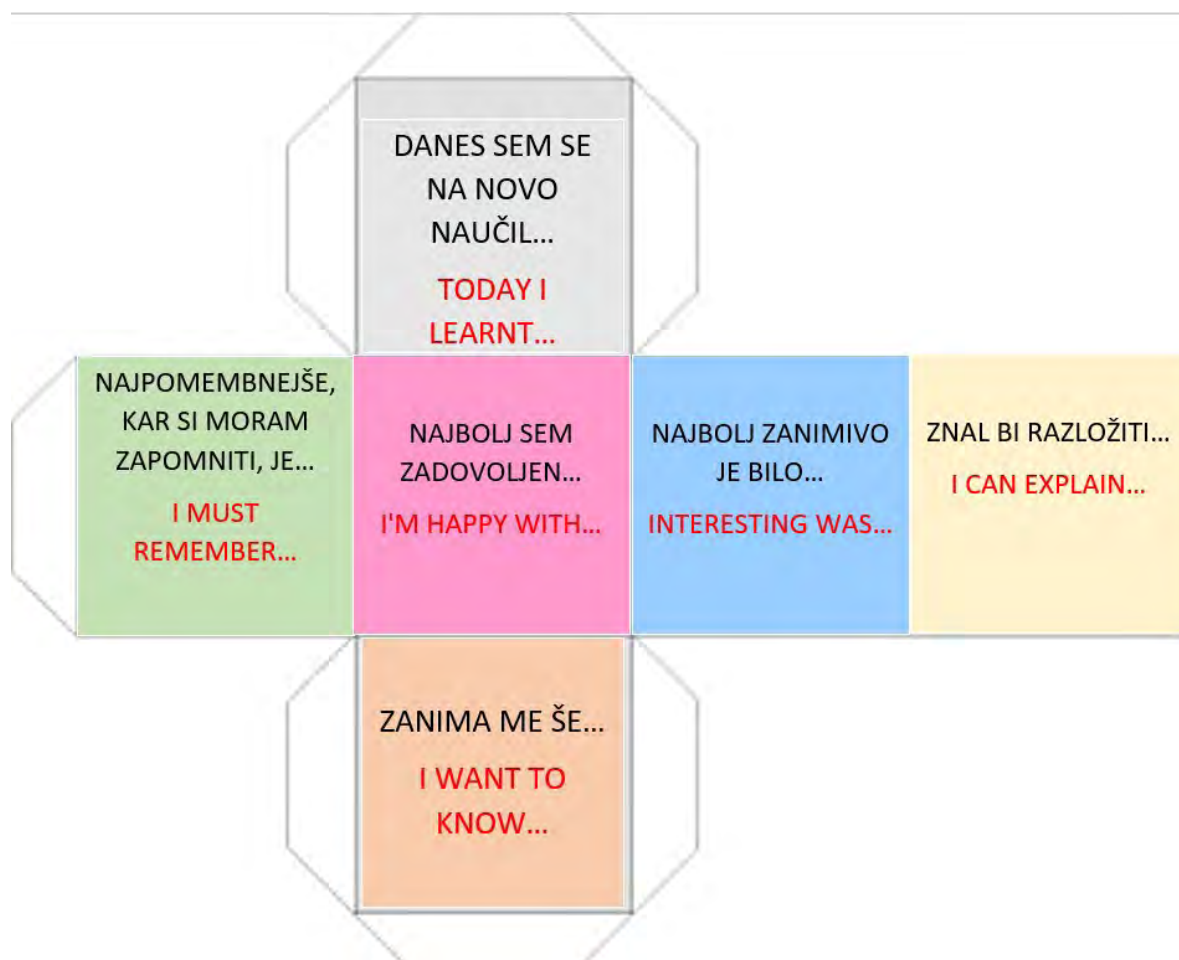 DANES SEM SE
NA NOVO
NAUČIL...
TODAY I
LEARNT...
NAJPOMEMBNEJŠE,
KAR SI MORAM
ZAPOMNITI, JE...
I MUST
REMEMBER...
NAJBOLJ SEM
ZADOVOLJEN...
I'M HAPPY WITH...
NAJBOLJ ZANIMIVO
JE BILO...
INTERESTING WAS...
ZNAL BI RAZLOŽITI...
I CAN EXPLAIN...
ZANIMA ME ŠE...
I WANT TO
KNOW...